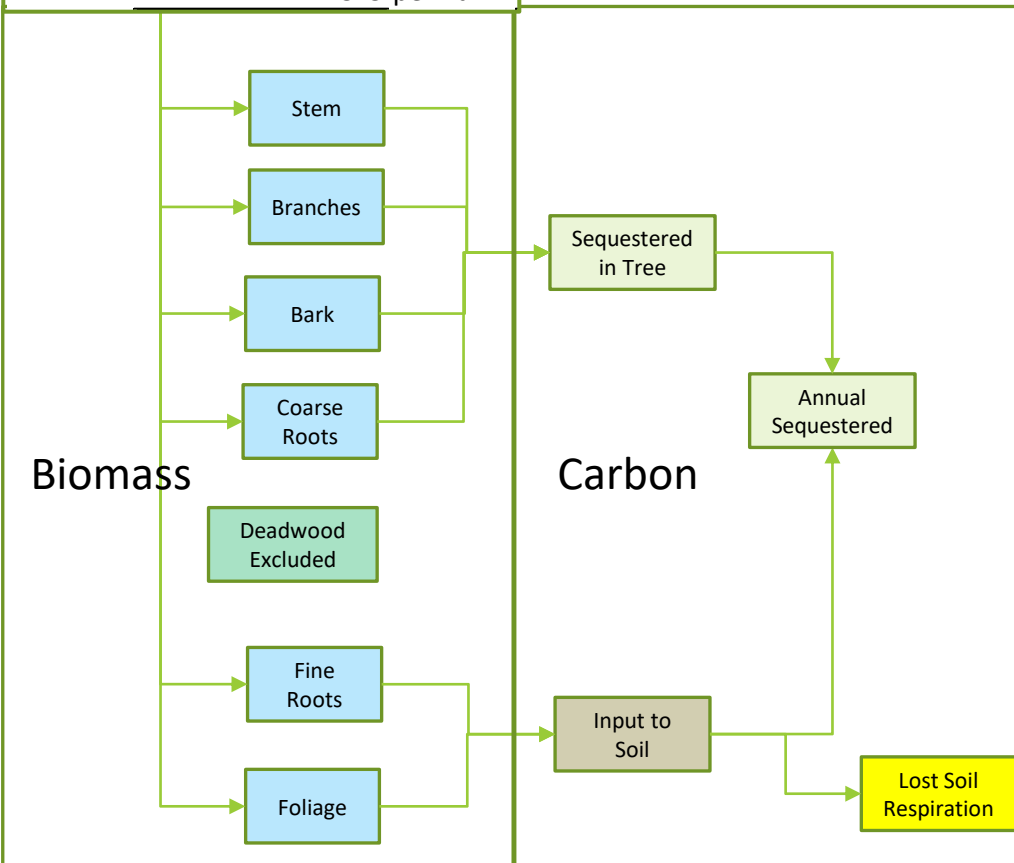 Stem
Branches
Sequestered
in Tree
Bark
Annual
Sequestered
Coarse
Roots
Biomass
Carbon
Deadwood
Excluded
Fine
Roots
Input to
Soil
Foliage
Lost Soil
Respiration